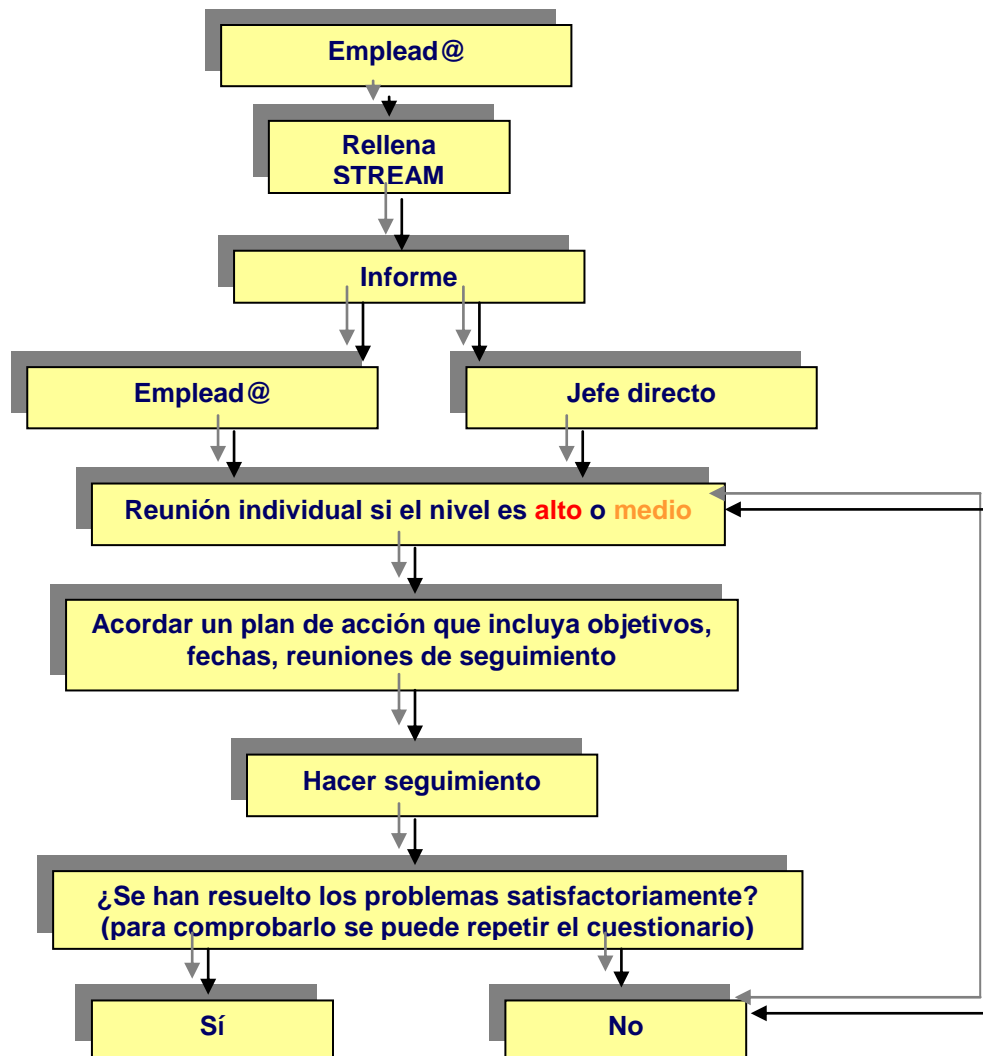 Emplead@
Rellena
STREAM
Informe
Emplead@
Jefe directo
Reunión individual si el nivel es alto o medio
Acordar un plan de acción que incluya objetivos,
fechas, reuniones de seguimiento
Hacer seguimiento
¿Se han resuelto los problemas satisfactoriamente?
(para comprobarlo se puede repetir el cuestionario)
Sí
No